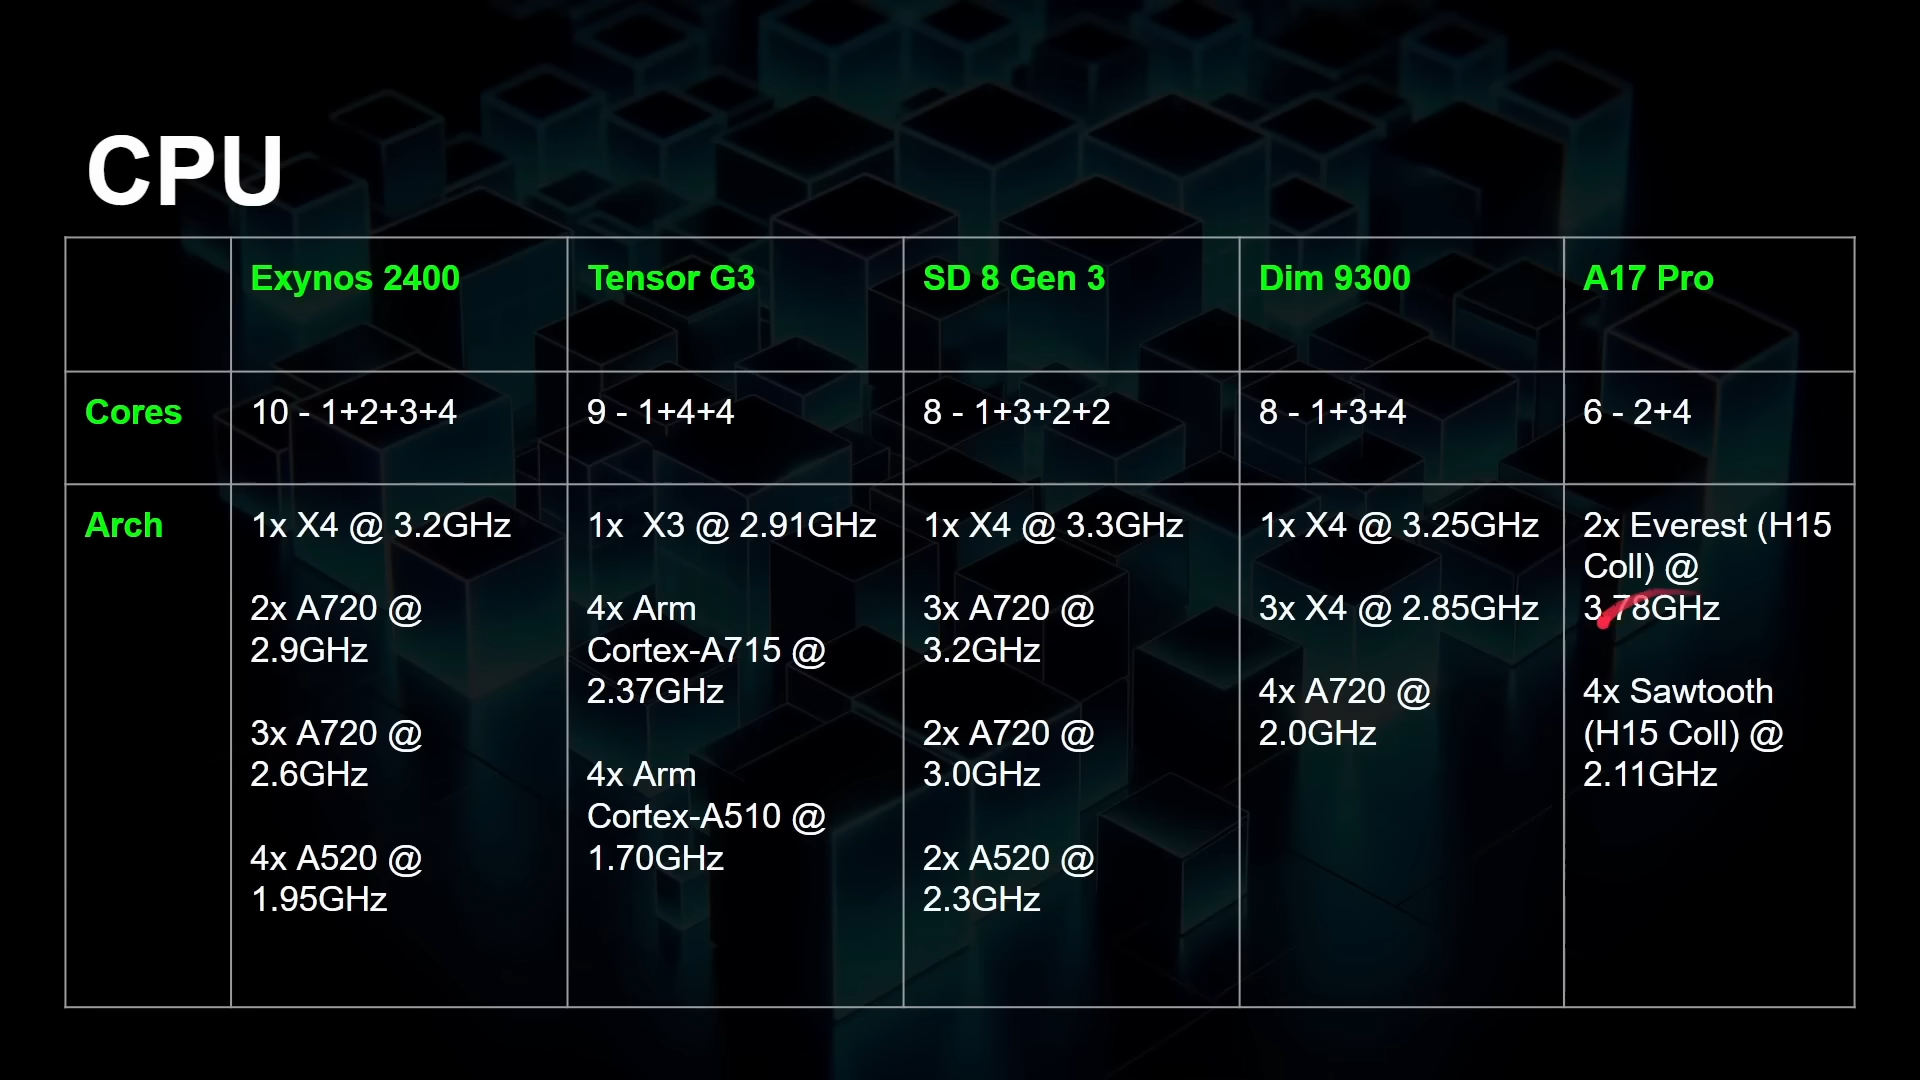 CPU
Exynos 2400
Tensor G3
SD 8 Gen 3
Dim 9300
A17 Pro
Cores
10 - 1+2+3+4
9 - 1+4+4
8 - 1+3+2+2
8 - 1+3+4
6 - 2+4
Arch
1x X4 @ 3.2GHz
2x A720 @
2.9GHz
3x A720 @
2.6GHz
4x A520 @
1.95GHz
1x  X3 @ 2.91GHz
4x Arm
Cortex-A715 @
2.37GHz
4x Arm
Cortex-A510 @
1.70GHz
1x X4 @ 3.3GHz
3x A720 @
3.2GHz
2x A720 @
3.0GHz
2x A520 @
2.3GHz
1x X4 @ 3.25GHz
3x X4 @ 2.85GHz
4x A720 @
2.0GHz
2x Everest (H15
Coll) @
3.78GHz
4x Sawtooth
(H15 Coll) @
2.11GHz